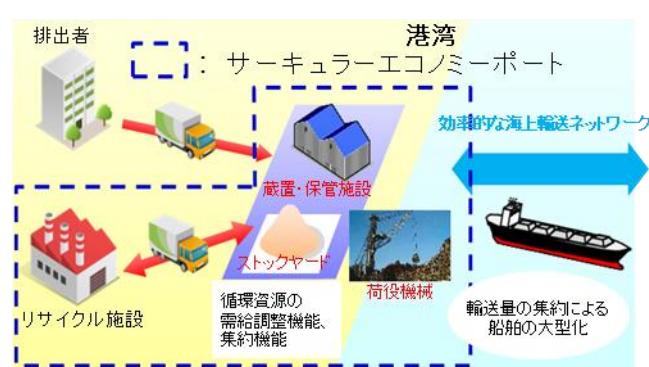 排出者
港湾
：サーキュラーエコノミーポート
効率的な海上輸送ネットワーク
蔵置・保管施設
ストックヤード
荷役機械
リサイクル施設
循環資源の
需給調整機能、
集約機能
輸送量の集約による
船舶の大型化